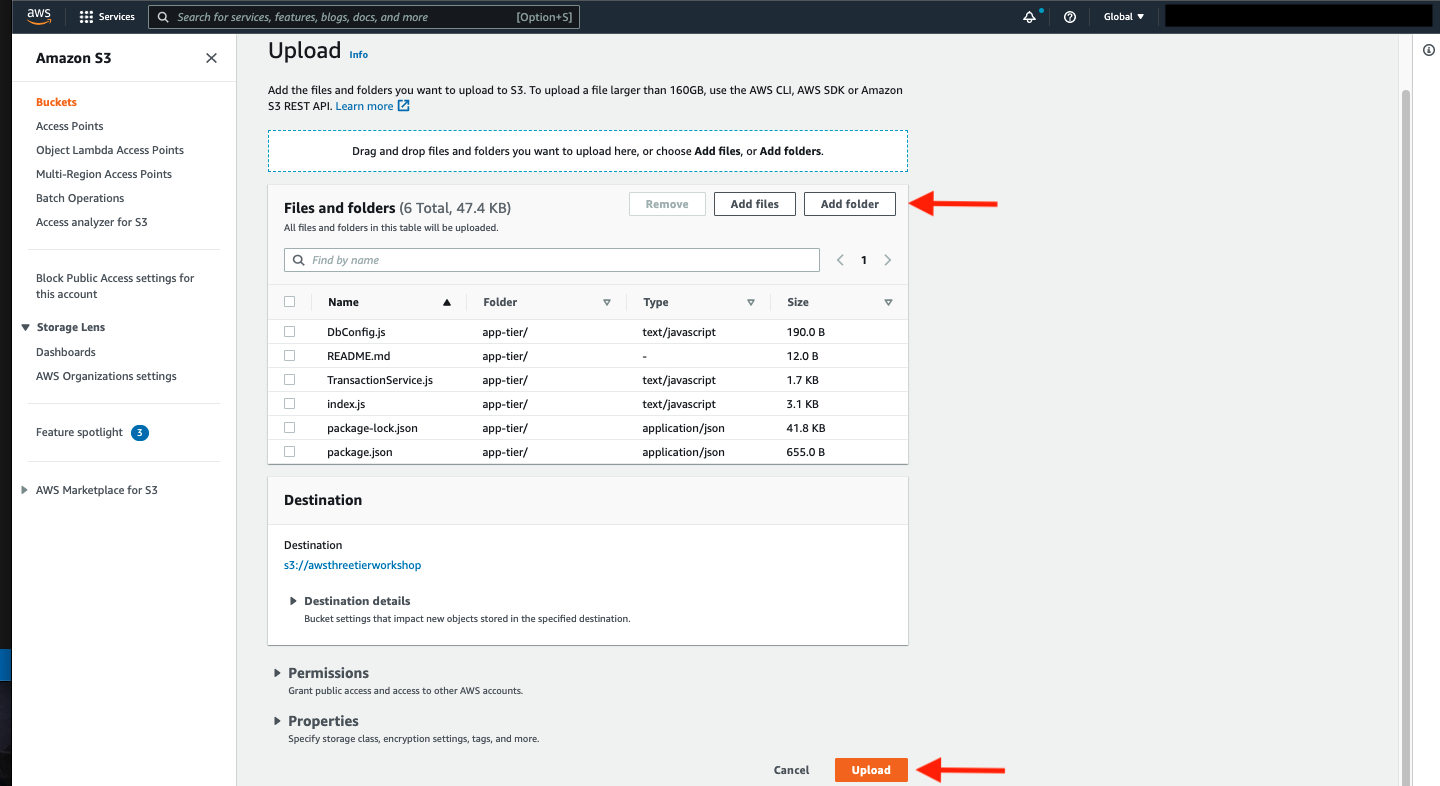 aws
Services
Search for services, features, blogs, docs, and more
[Option+S]
Global
Amazon S3
Buckets
Access Points
Object Lambda Access Points
Multi-Region Access Points
Batch Operations
Access analyzer for S3
Block Public Access settings for
this account
Storage Lens
Dashboards
AWS Organizations settings
Feature spotlight 3
AWS Marketplace for S3
Upload Info
Add the files and folders you want to upload to S3. To upload a file larger than 160GB, use the AWS CLI, AWS SDK or Amazon
S3 REST API. Learn more
Drag and drop files and folders you want to upload here, or choose Add files, or Add folders.
Files and folders (6 Total, 47.4 KB)
Remove
Add files
Add folder
All files and folders in this table will be uploaded.
Find by name
1
Name Folder Type Size
DbConfig.js app-tier/ text/javascript 190.0 B
README.md app-tier/ - 12.0 B
TransactionService.js app-tier/ text/javascript 1.7 KB
index.js app-tier/ text/javascript 3.1 KB
package-lock.json app-tier/ application/json 41.8 KB
package.json app-tier/ application/json 655.0 B
Destination
Destination
s3://awsthreetierworkshop
Destination details
Bucket settings that impact new objects stored in the specified destination.
Permissions
Grant public access and access to other AWS accounts.
Properties
Specify storage class, encryption settings, tags, and more.
Cancel
Upload